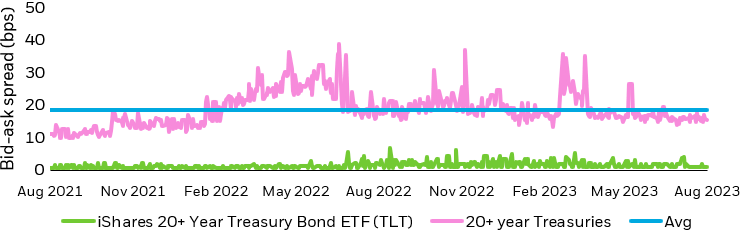 Bid–ask spread (bps)
50
40
30
20
10
0
Aug 2021 Nov 2021 Feb 2022 May 2022 Aug 2022 Nov 2022 Feb 2023 May 2023 Aug 2023
iShares 20+ Year Treasury Bond ETF (TLT) 20+ year Treasuries Avg